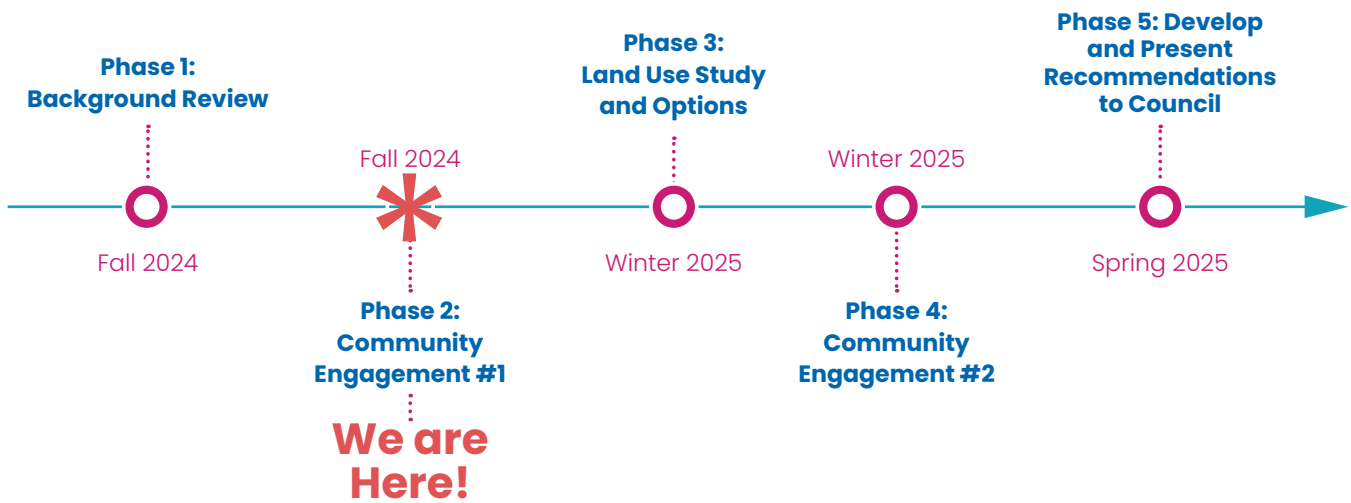 Phase 1:
Background Review
Fall 2024
Fall 2024
Phase 2:
Community
Engagement #1
We are
Here!
Phase 3:
Land Use Study
and Options
Winter 2025
Winter 2025
Phase 4:
Community
Engagement #2
Phase 5: Develop
and Present
Recommendations
to Council
Spring 2025